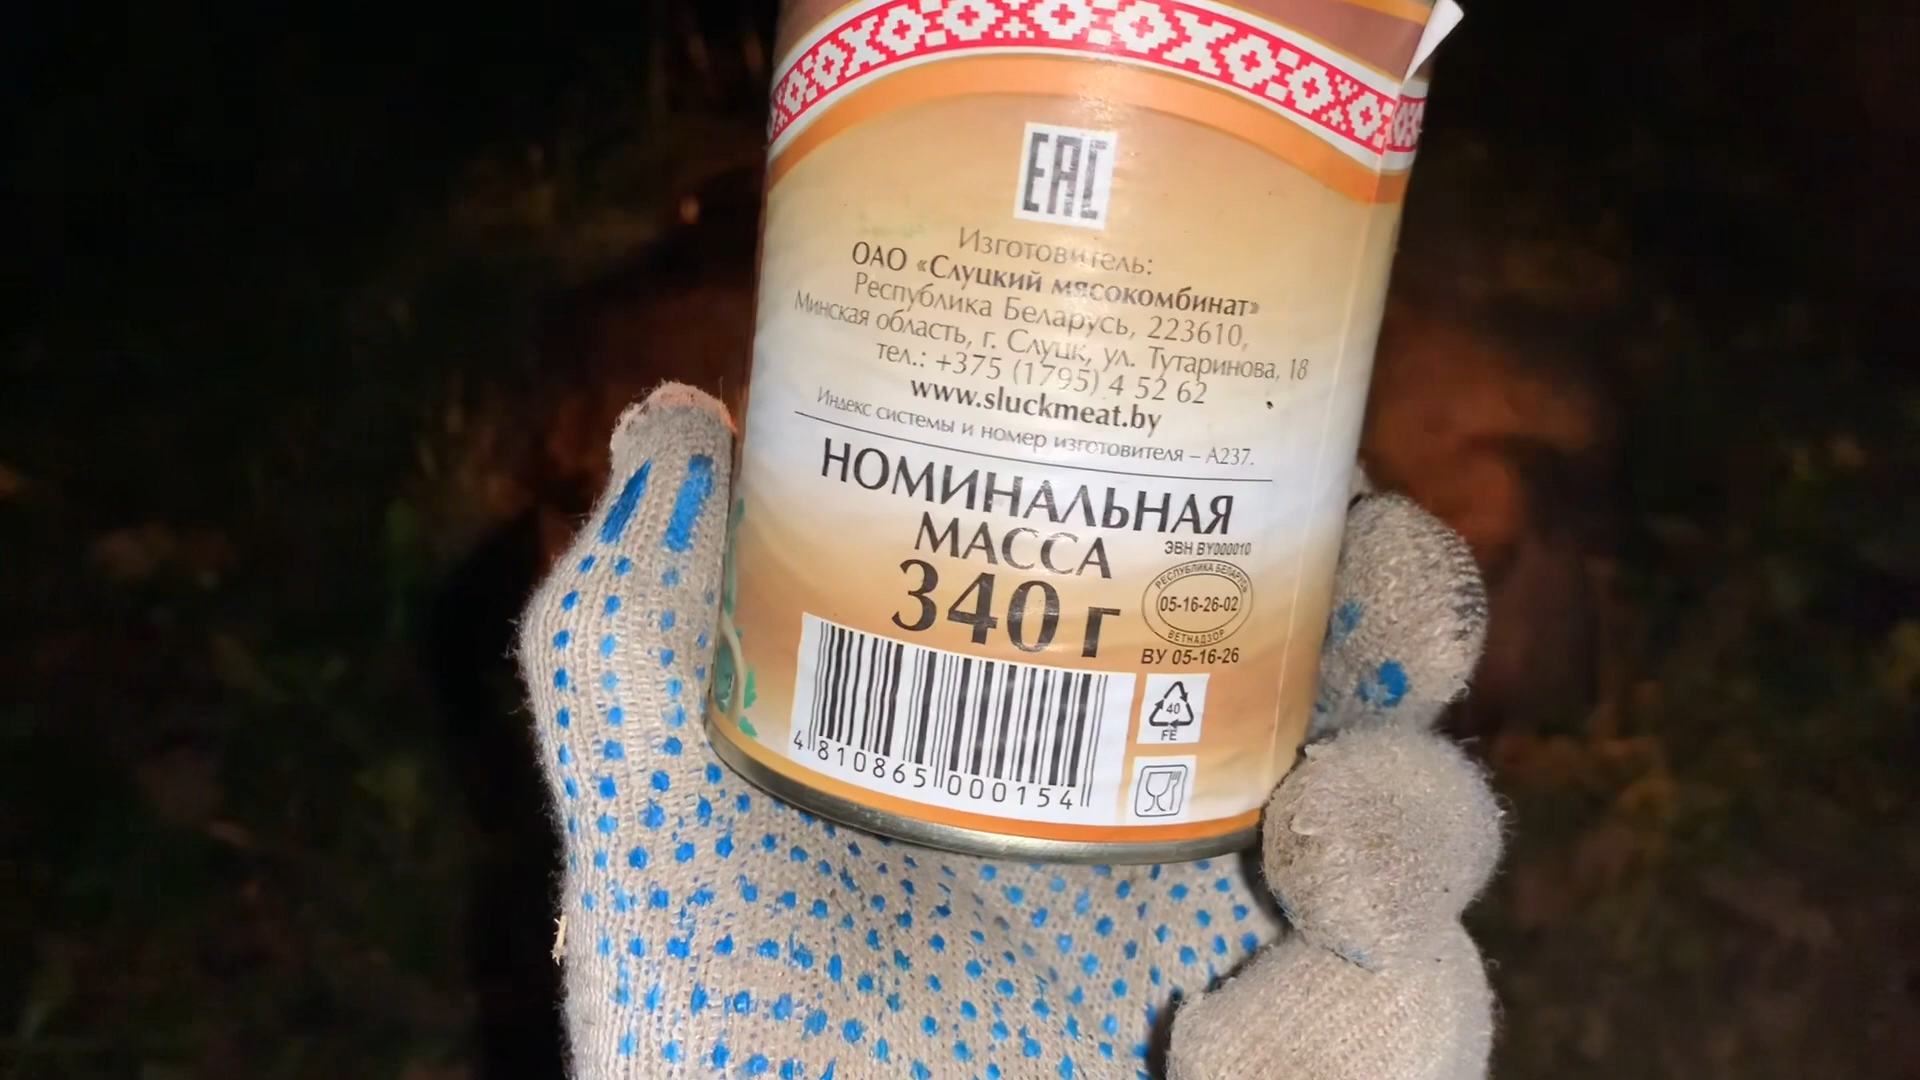 ЕАС
Изготовитель:
ОАО «Слуцкий мясокомбинат»
Республика Беларусь, 223610,
Минская область, г. Слуцк, ул. Тутаринова, 18
тел.: +375 (1795) 4 52 62
www.sluckmeat.by
Индекс системы и номер изготовителя – А237.
НОМИНАЛЬНАЯ
МАССА
340 г
ЭВН BY000010
РЕСПУБЛИКА БЕЛАРУСЬ
05-16-26-02
ВЕТНАДЗОР
ВУ 05-16-26
40
FE
4 810865 000154